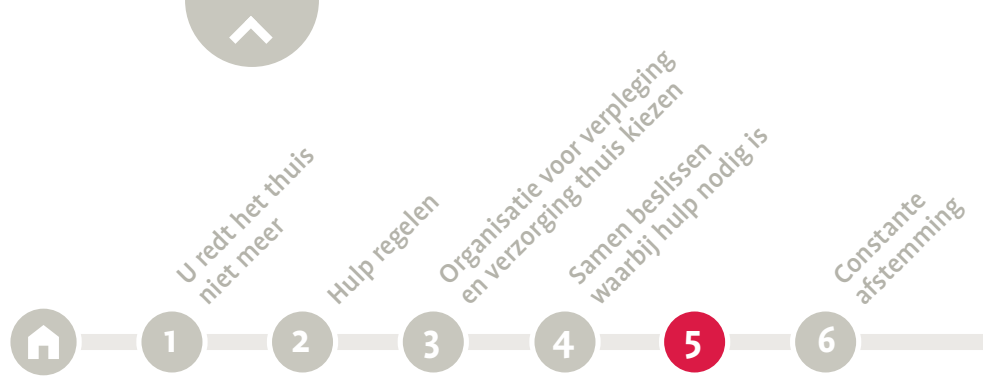 U redt het thuis
niet meer
Hulp regelen
Organisatie voor verpleging
en verzorging thuis kiezen
Samen beslissen
waarbij hulp nodig is
Constante
afstemming
1
2
3
4
5
6